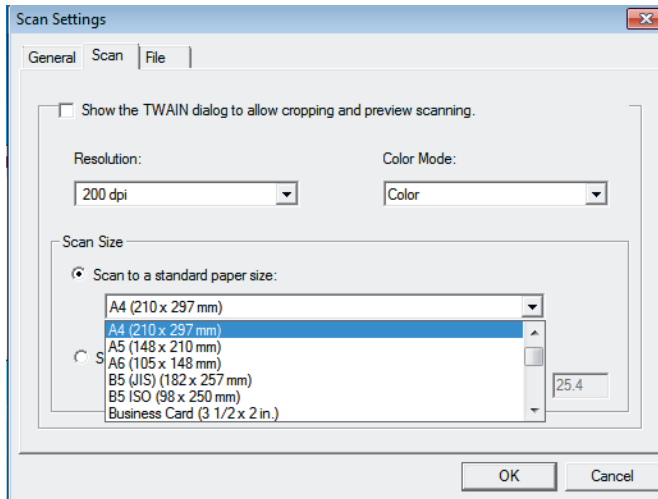 Scan Settings
General Scan File
Show the TWAIN dialog to allow cropping and preview scanning.
Resolution: Color Mode:
200 dpi Color
Scan Size
Scan to a standard paper size:
A4 (210 x 297 mm)
A4 (210 x 297 mm)
A5 (148 x 210 mm)
A6 (105 x 148 mm)
B5 (JIS) (182 x 257 mm)
B5 ISO (98 x 250 mm)
Business Card (3 1/2 x 2 in.)
S
25.4
OK Cancel